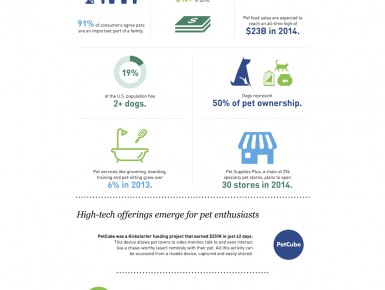 91% of consumers agree pets
are an important part of a family.
Pet food sales are expected to
reach an all-time high of
$23B in 2014.
19%
of the U.S. population has
2+ dogs.
Dogs represent
50% of pet ownership.
Pet services like grooming, boarding,
training and pet-sitting grew over
6% in 2013.
Pet Supplies Plus, a chain of 294
specialty pet stores, plans to open
30 stores in 2014.
High-tech offerings emerge for pet enthusiasts
PetCube was a Kickstarter funding project that earned $251K in just 42 days.
This device allows pet lovers to video monitor, talk to and even interact
(via a chase-worthy laser) remotely with their pet. All this activity can
be accessed from a mobile device, captured and easily shared.
PetCube